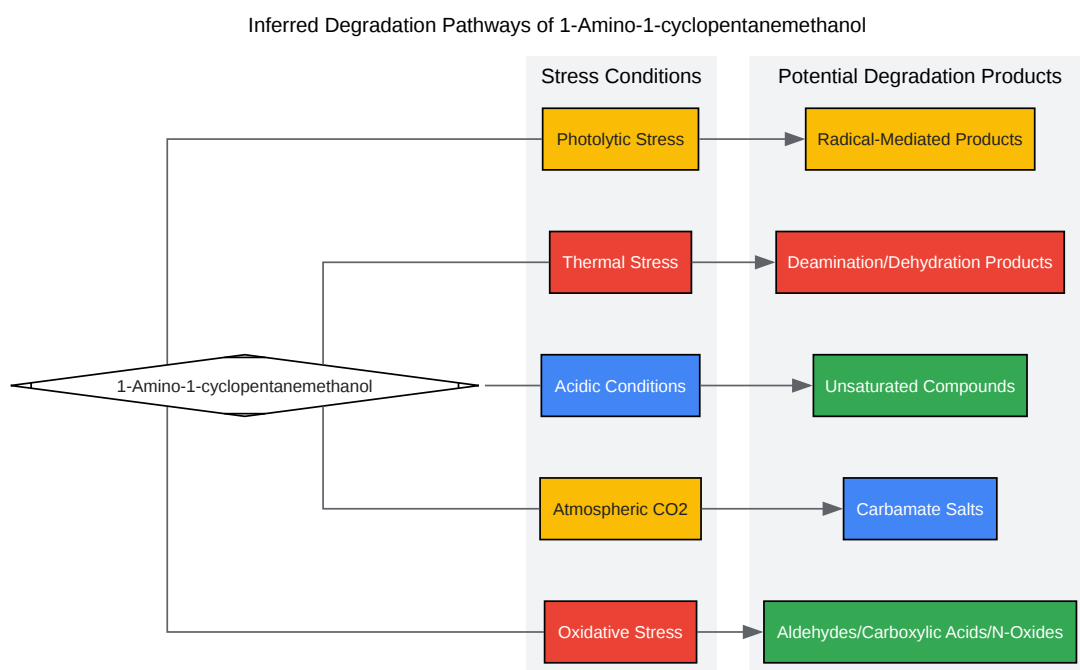 Inferred Degradation Pathways of 1-Amino-1-cyclopentanemethanol
Stress Conditions
Potential Degradation Products
Photolytic Stress
Radical-Mediated Products
Thermal Stress
Deamination/Dehydration Products
1-Amino-1-cyclopentanemethanol
Acidic Conditions
Unsaturated Compounds
Atmospheric CO2
Carbamate Salts
Oxidative Stress
Aldehydes/Carboxylic Acids/N-Oxides